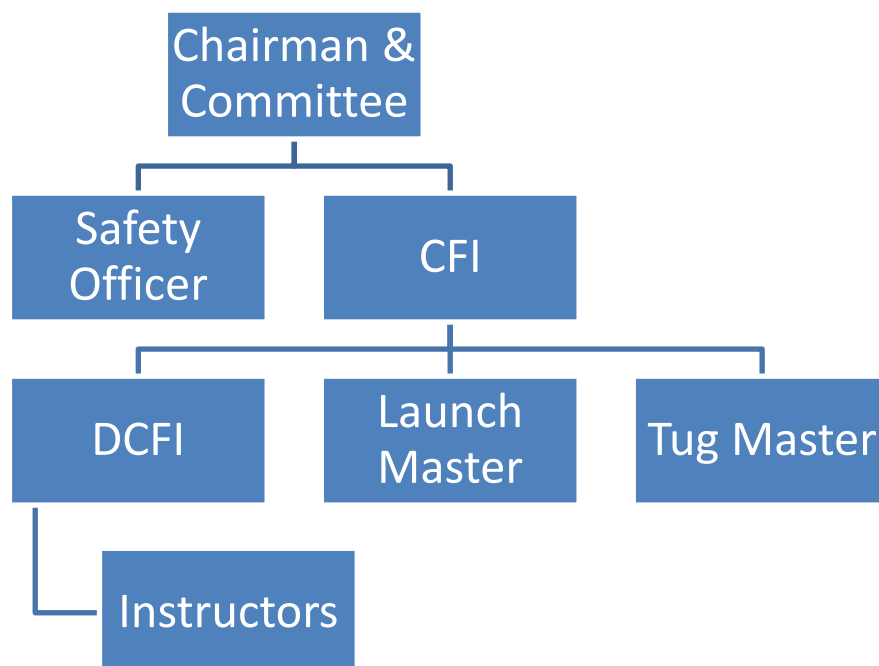 Chairman &
Committee
Safety
Officer
CFI
DCFI
Launch
Master
Tug Master
Instructors